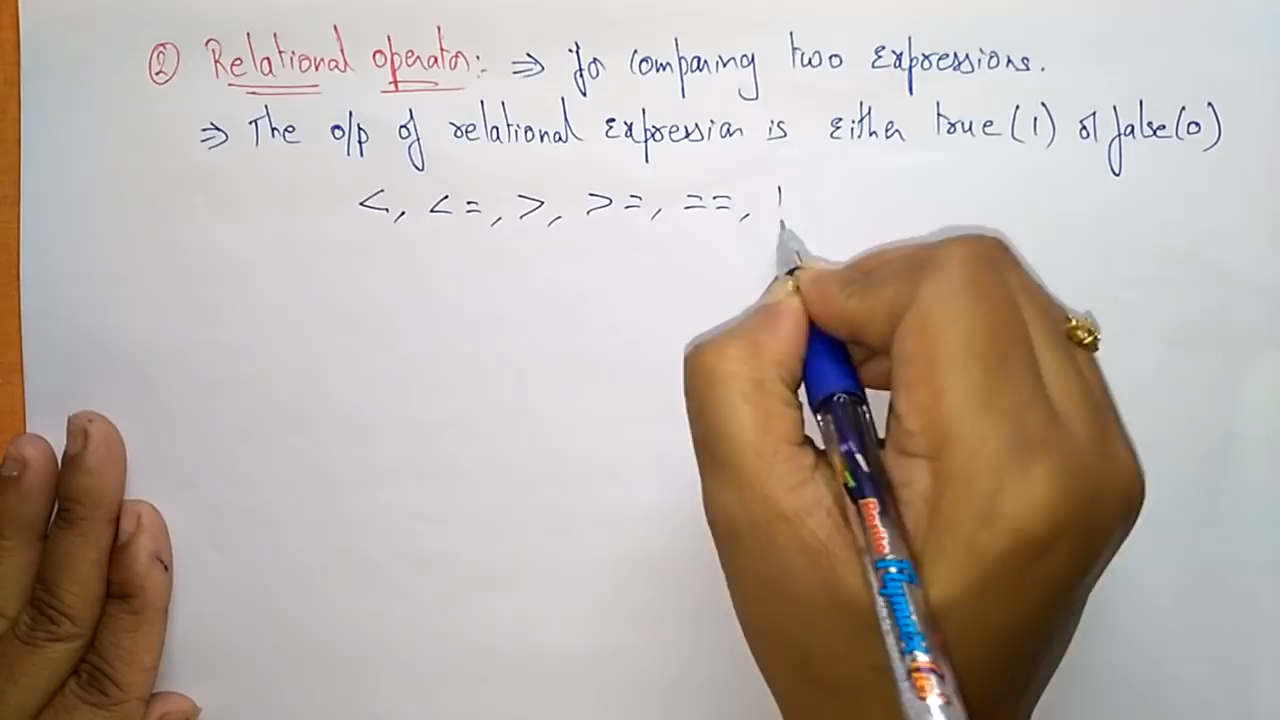 ② Relational operator: ⇒ for comparing two expressions.
⇒ The o/p of relational expression is either true(1) or false(0)
<, <=, >, >=, ==, !